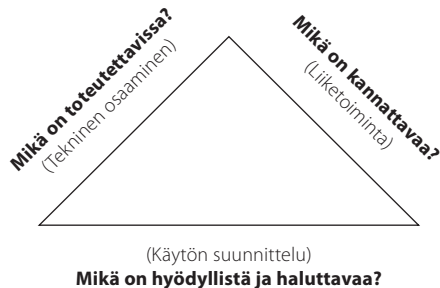 Mikä on toteutettavissa?
(Tekninen osaaminen)
Mikä on kannattavaa?
(Liiketoiminta)
(Käytön suunnittelu)
Mikä on hyödyllistä ja haluttavaa?